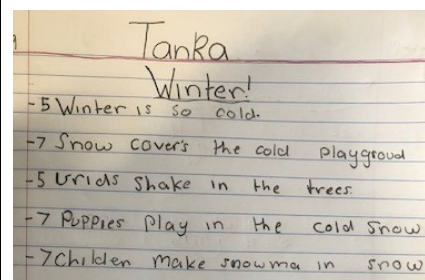 Tanka
Winter!
-5 Winter is so cold.
-7 Snow cover's the cold playgroud
-5 shake in the trees.
-7 Puppies play in the cold snow
-7 Childen make snowma in snow